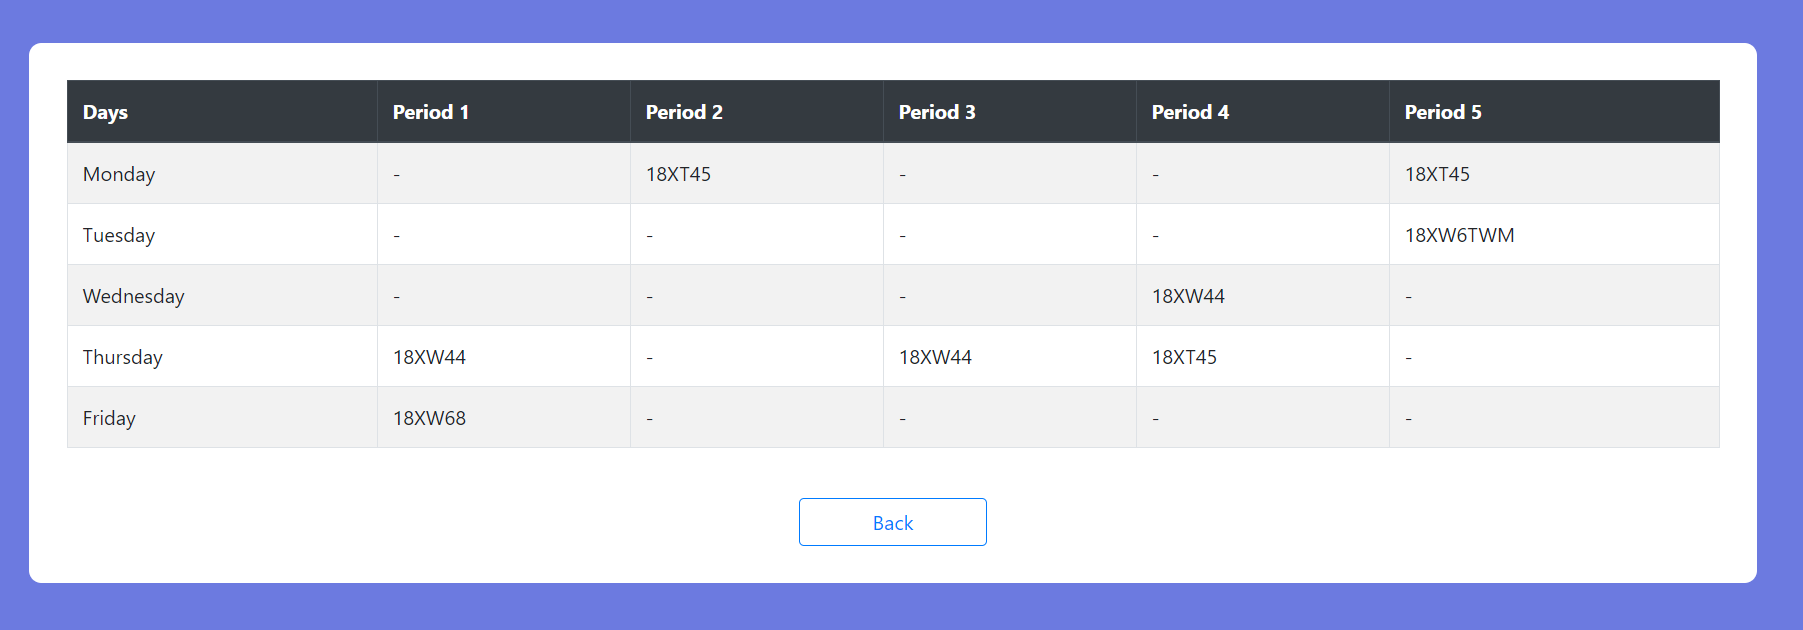 Days Period 1 Period 2 Period 3 Period 4 Period 5
Monday - 18XT45 - - 18XT45
Tuesday - - - - 18XW6TWM
Wednesday - - - 18XW44 -
Thursday 18XW44 - 18XW44 18XT45 -
Friday 18XW68 - - - -
Back